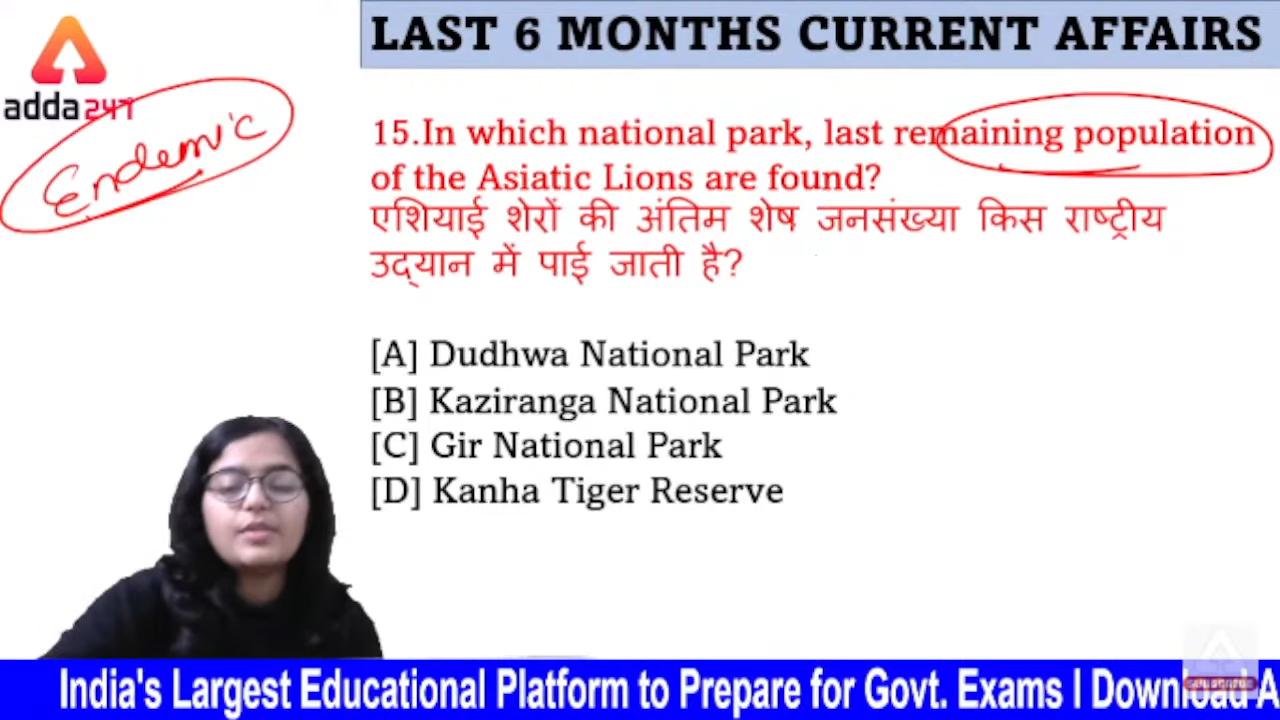 LAST 6 MONTHS CURRENT AFFAIRS
adda247
Endemic
15.In which national park, last remaining population
of the Asiatic Lions are found?
एशियाई शेरों की अंतिम शेष जनसंख्या किस राष्ट्रीय
उद्यान में पाई जाती है?
[A] Dudhwa National Park
[B] Kaziranga National Park
[C] Gir National Park
[D] Kanha Tiger Reserve
SUBSCRIBE
India's Largest Educational Platform to Prepare for Govt. Exams I Download A